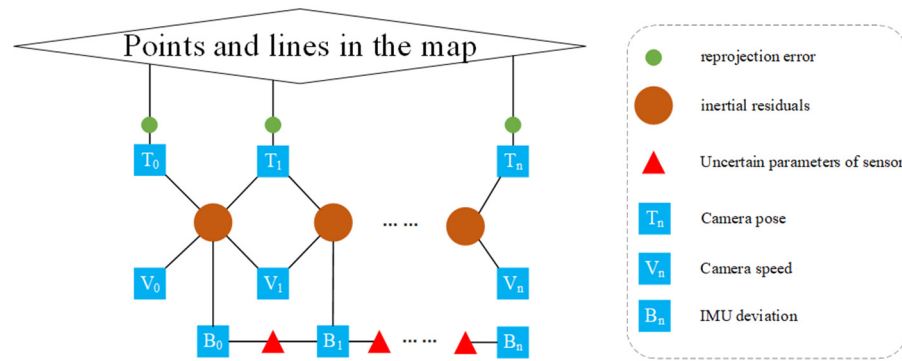 Points and lines in the map
T0
T1
Tn
... ...
V0
V1
Vn
B0
B1
... ...
Bn
reprojection error
inertial residuals
Uncertain parameters of sensor
Tn
Camera pose
Vn
Camera speed
Bn
IMU deviation